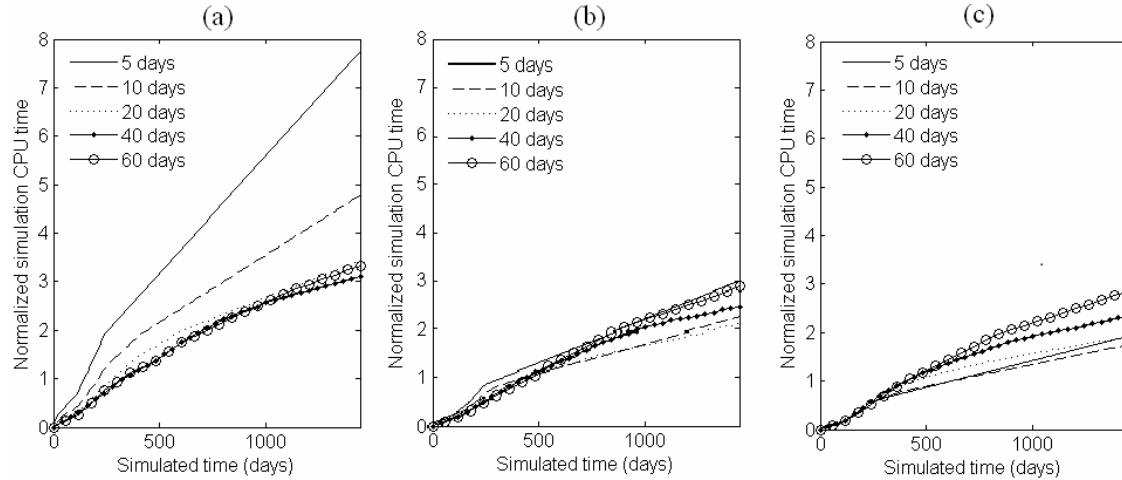 (a)
Normalized simulation CPU time
8
7
6
5
4
3
2
1
0
5 days
10 days
20 days
40 days
60 days
0
500
1000
Simulated time (days)
(b)
Normalized simulation CPU time
8
7
6
5
4
3
2
1
0
5 days
10 days
20 days
40 days
60 days
0
500
1000
Simulated time (days)
(c)
Normalized simulation CPU time
8
7
6
5
4
3
2
1
0
5 days
10 days
20 days
40 days
60 days
0
500
1000
Simulated time (days)